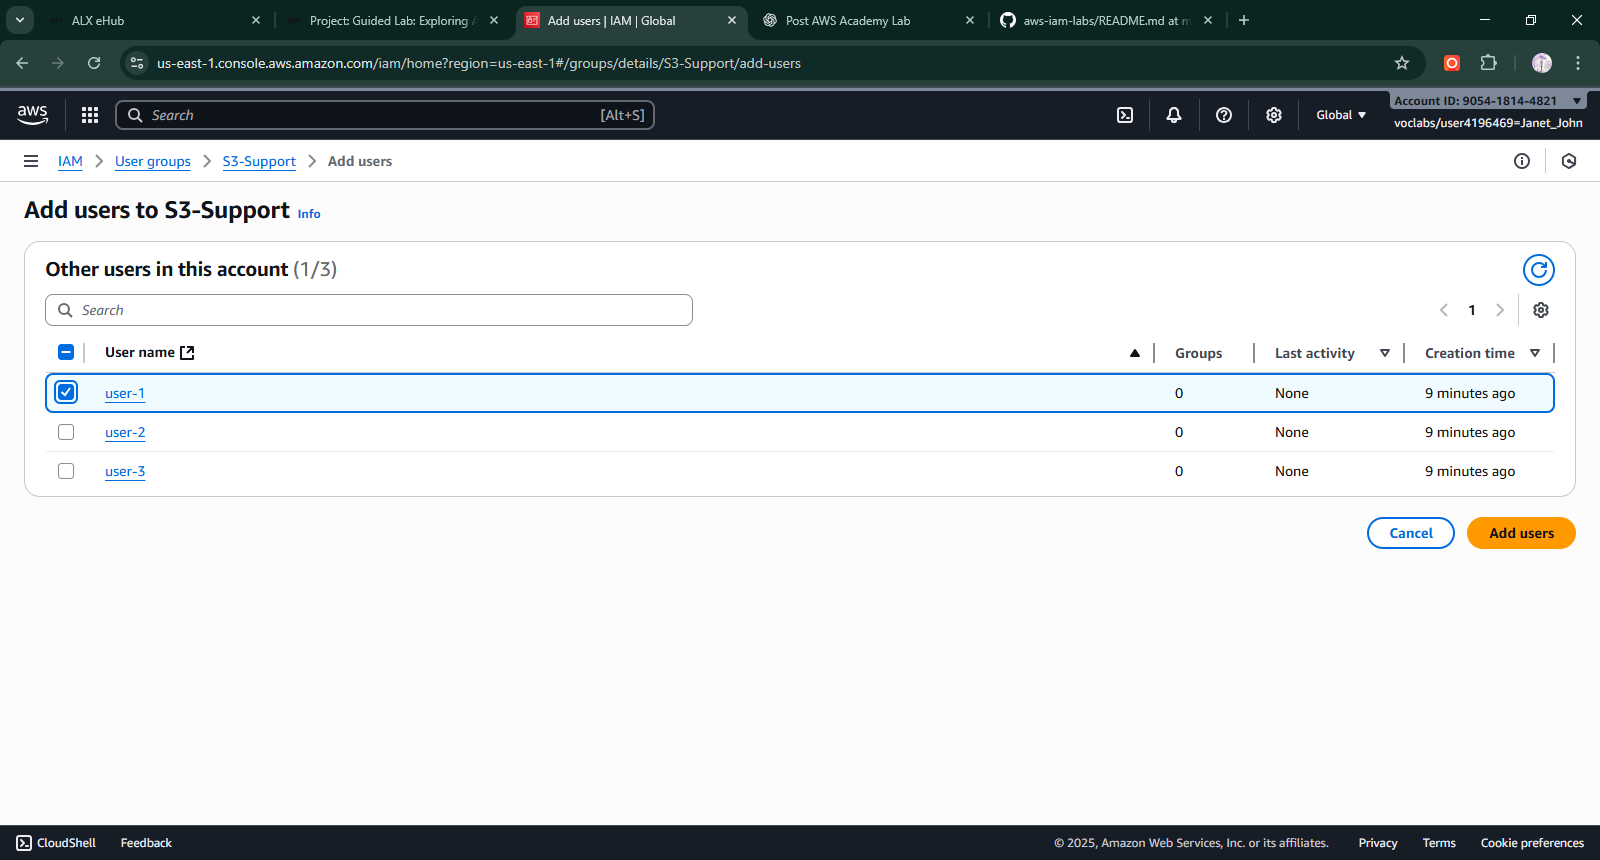 ALX eHub
Project: Guided Lab: Exploring A
Add users | IAM | Global
Post AWS Academy Lab
aws-iam-labs/README.md at m
us-east-1.console.aws.amazon.com/iam/home?region=us-east-1#/groups/details/S3-Support/add-users
aws
Search
[Alt+S]
Global
Account ID: 9054-1814-4821
voclabs/user4196469=Janet_John
IAM
User groups
S3-Support
Add users
Add users to S3-Support Info
Other users in this account (1/3)
Search
1
User name
Groups
Last activity
Creation time
user-1 0 None 9 minutes ago
user-2 0 None 9 minutes ago
user-3 0 None 9 minutes ago
Cancel
Add users
CloudShell
Feedback
© 2025, Amazon Web Services, Inc. or its affiliates.
Privacy
Terms
Cookie preferences